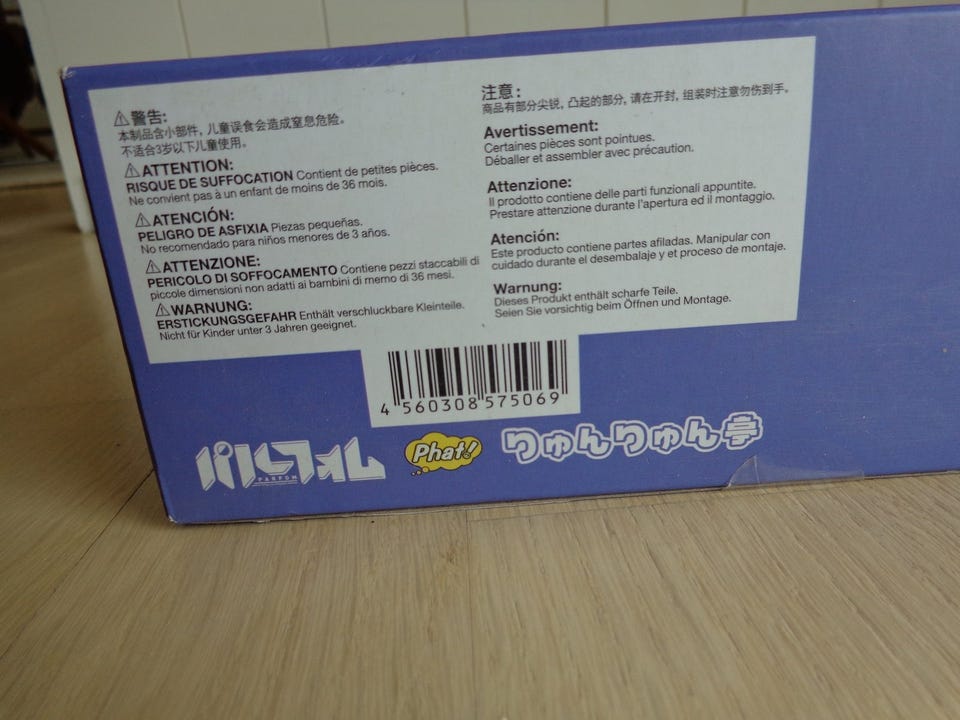 ⚠警告:
本制品含小部件, 儿童误食会造成窒息危险。
不适合3岁以下儿童使用。
⚠ATTENTION:
RISQUE DE SUFFOCATION Contient de petites pièces.
Ne convient pas à un enfant de moins de 36 mois.
⚠ATENCIÓN:
PELIGRO DE ASFIXIA Piezas pequeñas.
No recomendado para niños menores de 3 años.
⚠ATTENZIONE:
PERICOLO DI SOFFOCAMENTO Contiene pezzi staccabili di
piccole dimensioni non adatti ai bambini di memo di 36 mesi.
⚠WARNUNG:
ERSTICKUNGSGEFAHR Enthält verschluckbare Kleinteile.
Nicht für Kinder unter 3 Jahren geeignet.
注意:
商品有部分尖锐, 凸起的部分, 请在开封, 组装时注意勿伤到手。
Avertissement:
Certaines pièces sont pointues.
Déballer et assembler avec précaution.
Attenzione:
Il prodotto contiene delle parti funzionali appuntite.
Prestare attenzione durante l'apertura ed il montaggio.
Atención:
Este producto contiene partes afiladas. Manipular con
cuidado durante el desembalaje y et proceso de montaje.
Warnung:
Dieses Produkt enthält scharfe Teile.
Seien Sie vorsichtig beim Öffnen und Montage.
4 560308 575069
パルフォム
PARFOM
Phat!
りゅんりゅん亭